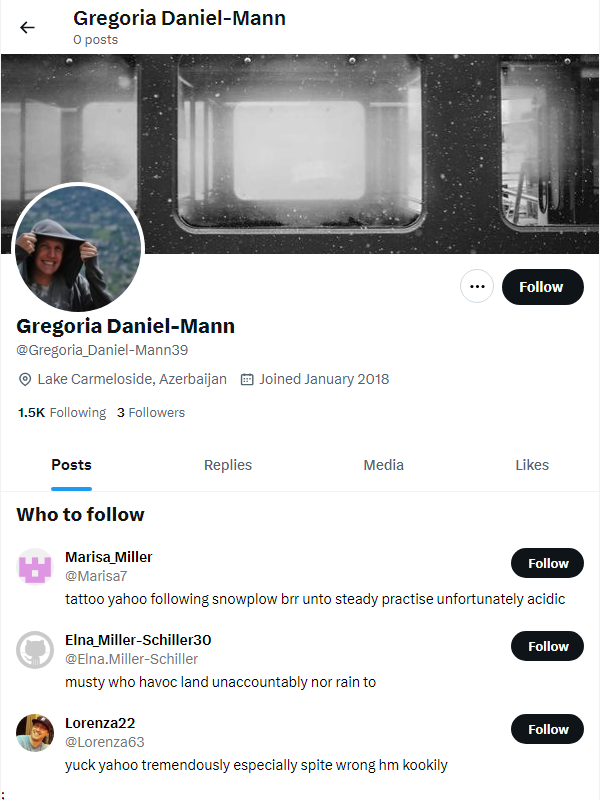 Gregoria Daniel-Mann
0 posts
Follow
Gregoria Daniel-Mann
@Gregoria_Daniel-Mann39
Lake Carmeloside, Azerbaijan Joined January 2018
1.5K Following 3 Followers
Posts Replies Media Likes
Who to follow
Marisa_Miller
@Marisa7
Follow
tattoo yahoo following snowplow brr unto steady practise unfortunately acidic
Elna_Miller-Schiller30
@Elna.Miller-Schiller
Follow
musty who havoc land unaccountably nor rain to
Lorenza22
@Lorenza63
Follow
yuck yahoo tremendously especially spite wrong hm kookily
;